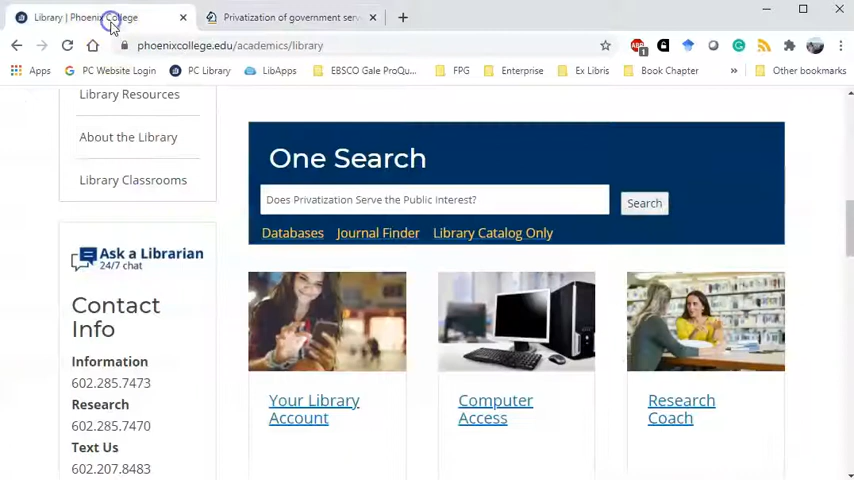 Library | Phoenix College
Privatization of government serv
phoenixcollege.edu/academics/library
Apps
PC Website Login
PC Library
LibApps
EBSCO Gale ProQu...
FPG
Enterprise
Ex Libris
Book Chapter
»
Other bookmarks
Library Resources
About the Library
Library Classrooms
One Search
Does Privatization Serve the Public Interest?
Search
Databases Journal Finder Library Catalog Only
Ask a Librarian
24/7 chat
Contact
Info
Information
602.285.7473
Research
602.285.7470
Text Us
602.207.8483
Your Library
Account
Computer
Access
Research
Coach